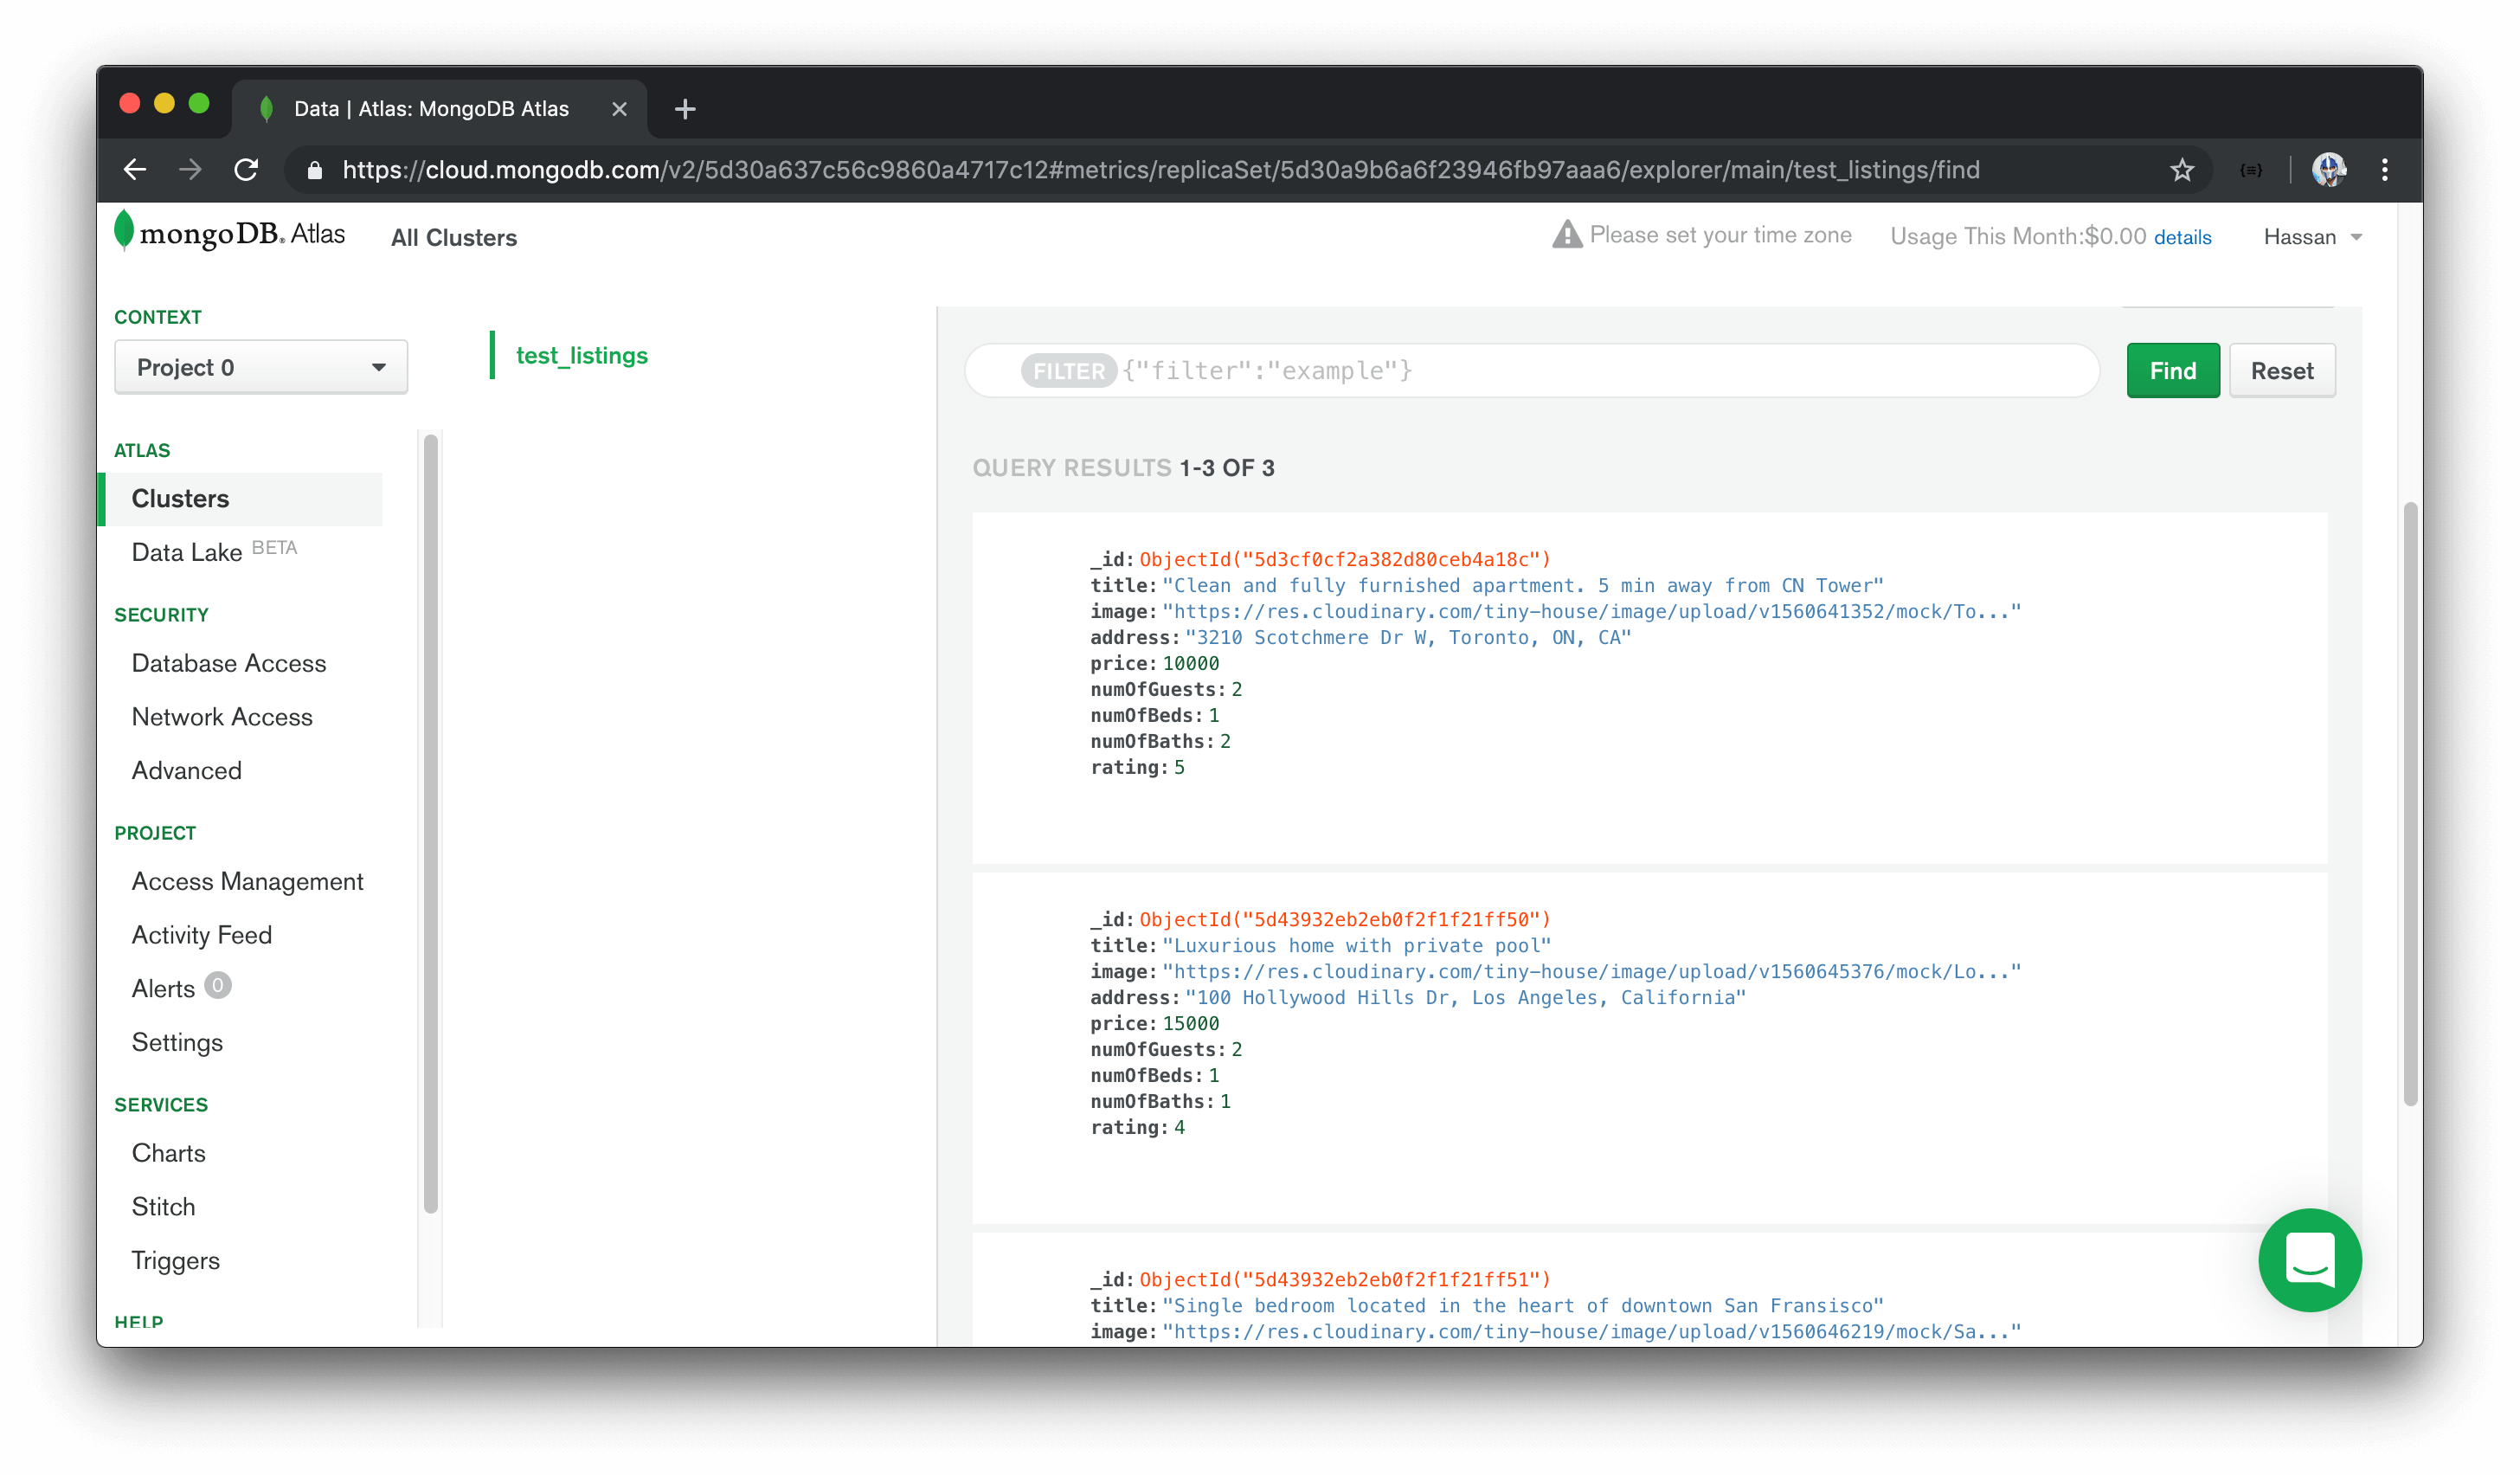 Data | Atlas: MongoDB Atlas
https://cloud.mongodb.com/v2/5d30a637c56c9860a4717c12#metrics/replicaSet/5d30a9b6a6f23946fb97aaa6/explorer/main/test_listings/find
mongoDB. Atlas
All Clusters
Please set your time zone
Usage This Month:$0.00 details
Hassan
CONTEXT
Project 0
ATLAS
Clusters
Data Lake BETA
SECURITY
Database Access
Network Access
Advanced
PROJECT
Access Management
Activity Feed
Alerts 0
Settings
SERVICES
Charts
Stitch
Triggers
HELP
test_listings
FILTER {"filter":"example"}
Find
Reset
QUERY RESULTS 1-3 OF 3
_id: ObjectId("5d3cf0cf2a382d80ceb4a18c")
title: "Clean and fully furnished apartment. 5 min away from CN Tower"
image: "https://res.cloudinary.com/tiny-house/image/upload/v1560641352/mock/To..."
address: "3210 Scotchmere Dr W, Toronto, ON, CA"
price: 10000
numOfGuests: 2
numOfBeds: 1
numOfBaths: 2
rating: 5
_id: ObjectId("5d43932eb2eb0f2f1f21ff50")
title: "Luxurious home with private pool"
image: "https://res.cloudinary.com/tiny-house/image/upload/v1560645376/mock/Lo..."
address: "100 Hollywood Hills Dr, Los Angeles, California"
price: 15000
numOfGuests: 2
numOfBeds: 1
numOfBaths: 1
rating: 4
_id: ObjectId("5d43932eb2eb0f2f1f21ff51")
title: "Single bedroom located in the heart of downtown San Fransisco"
image: "https://res.cloudinary.com/tiny-house/image/upload/v1560646219/mock/Sa..."